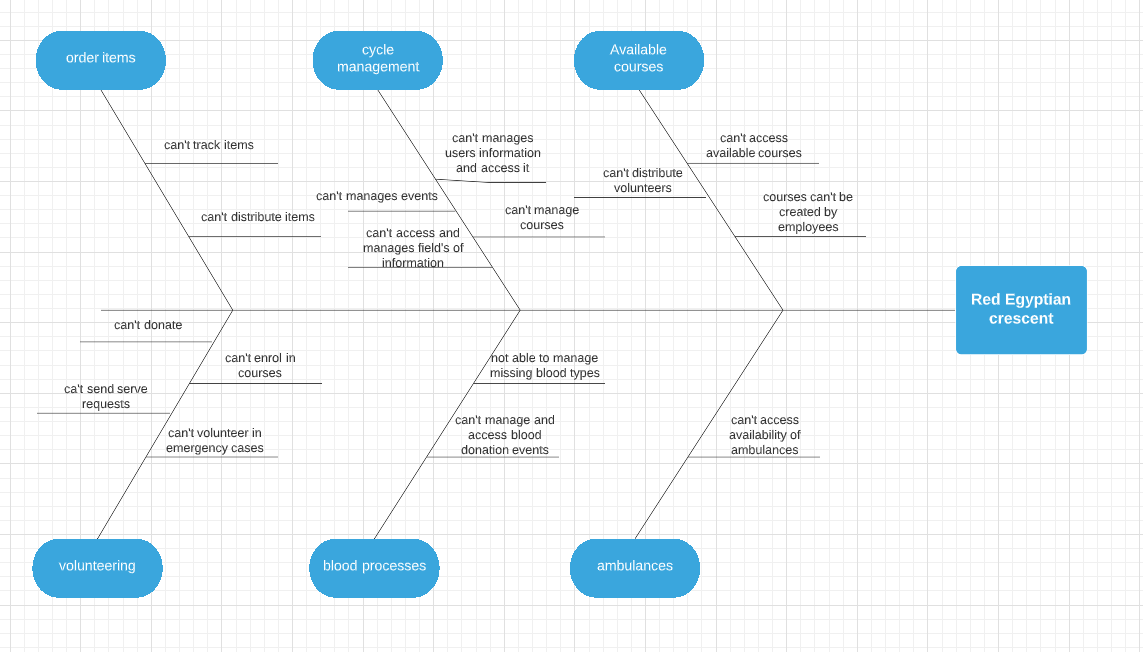 order items
cycle
management
Available
courses
can't track items
can't distribute items
can't manages
users information
and access it
can't manages events
can't manage
courses
can't access and
manages field's of
information
can't access
available courses
can't distribute
volunteers
courses can't be
created by
employees
Red Egyptian
crescent
can't donate
can't enrol in
courses
ca't send serve
requests
can't volunteer in
emergency cases
not able to manage
missing blood types
can't manage and
access blood
donation events
can't access
availability of
ambulances
volunteering
blood processes
ambulances